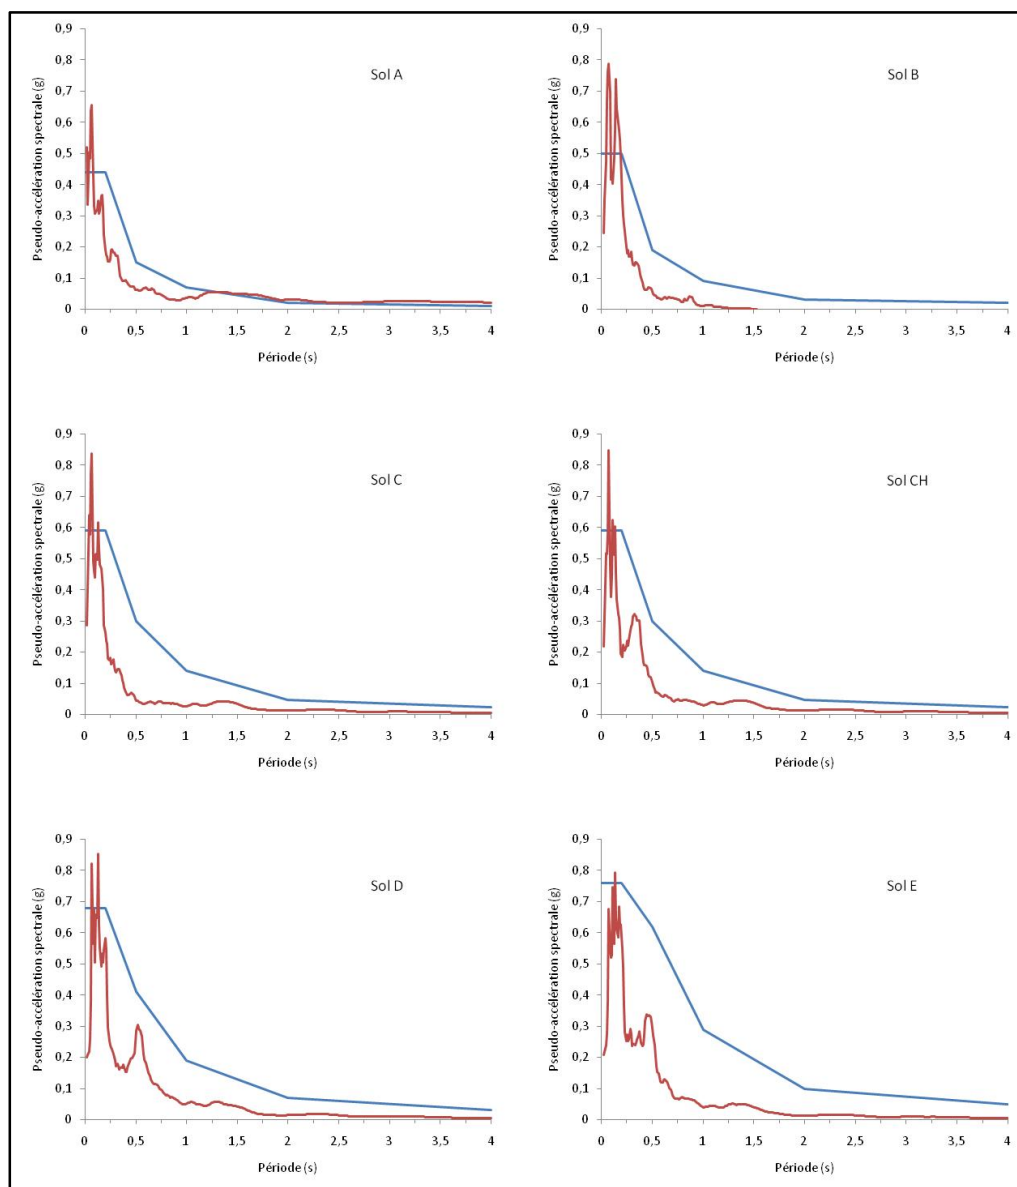 Pseudo-accélération spectrale (g)
0,9
0,8
0,7
0,6
0,5
0,4
0,3
0,2
0,1
0
Sol A
0 0,5 1 1,5 2 2,5 3 3,5 4
Période (s)
Pseudo-accélération spectrale (g)
0,9
0,8
0,7
0,6
0,5
0,4
0,3
0,2
0,1
0
Sol B
0 0,5 1 1,5 2 2,5 3 3,5 4
Période (s)
Pseudo-accélération spectrale (g)
0,9
0,8
0,7
0,6
0,5
0,4
0,3
0,2
0,1
0
Sol C
0 0,5 1 1,5 2 2,5 3 3,5 4
Période (s)
Pseudo-accélération spectrale (g)
0,9
0,8
0,7
0,6
0,5
0,4
0,3
0,2
0,1
0
Sol CH
0 0,5 1 1,5 2 2,5 3 3,5 4
Période (s)
Pseudo-accélération spectrale (g)
0,9
0,8
0,7
0,6
0,5
0,4
0,3
0,2
0,1
0
Sol D
0 0,5 1 1,5 2 2,5 3 3,5 4
Période (s)
Pseudo-accélération spectrale (g)
0,9
0,8
0,7
0,6
0,5
0,4
0,3
0,2
0,1
0
Sol E
0 0,5 1 1,5 2 2,5 3 3,5 4
Période (s)